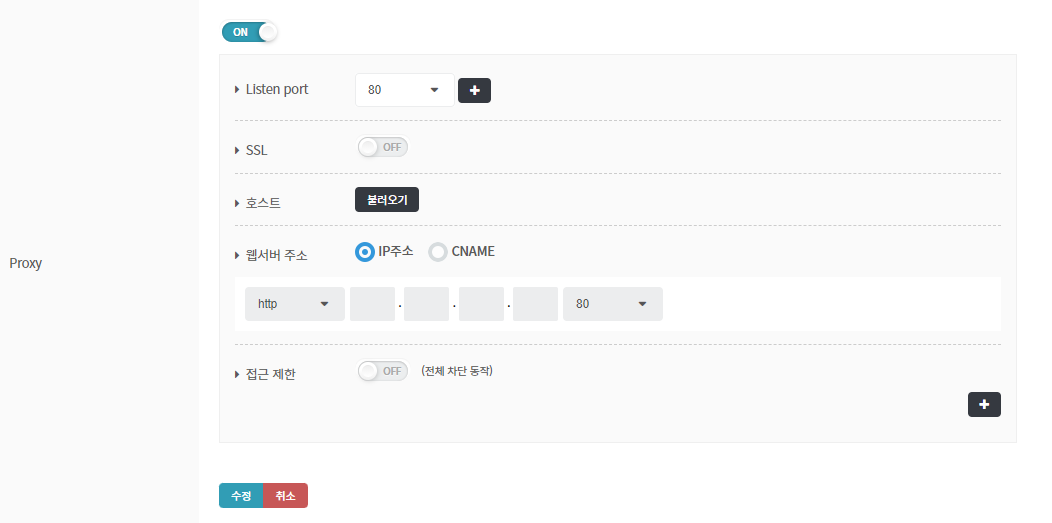 ON
Listen port 80
SSL OFF
호스트 불러오기
웹서버 주소 IP주소 CNAME
Proxy
http . . . 80
접근 제한 OFF (전체 차단 동작)
수정 취소